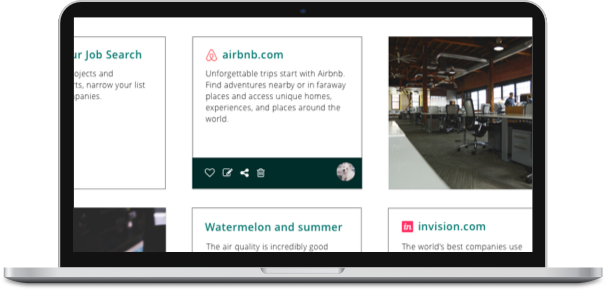 ur Job Search
ojects and
rts, narrow your list
panies.
airbnb.com
Unforgettable trips start with Airbnb.
Find adventures nearby or in faraway
places and access unique homes,
experiences, and places around the
world.
Watermelon and summer
The air quality is incredibly good
in invision.com
The world's best companies use